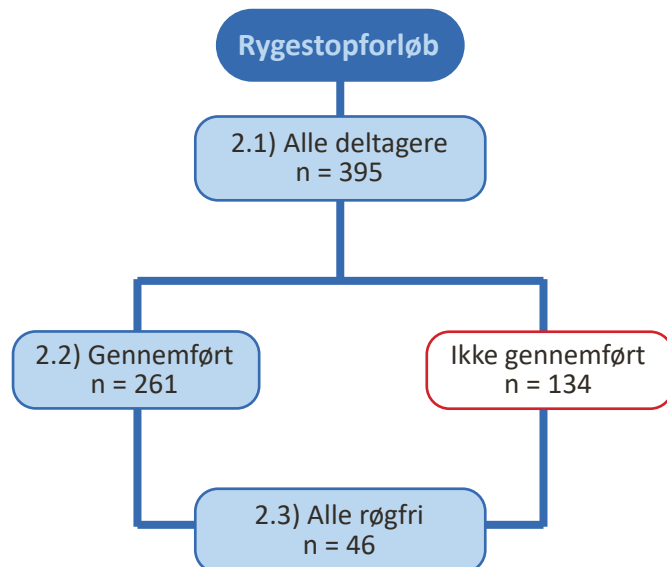 Rygestopforløb
2.1) Alle deltagere
n = 395
2.2) Gennemført
n = 261
Ikke gennemført
n = 134
2.3) Alle røgfri
n = 46